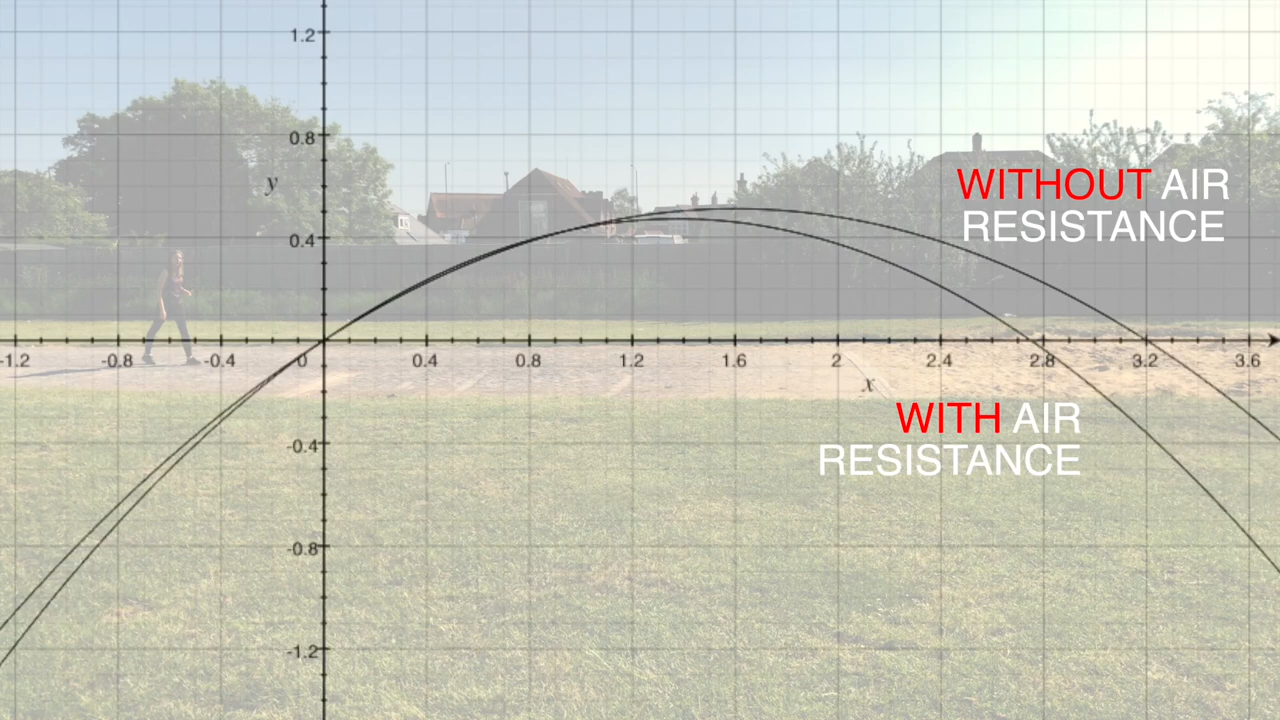 1.2
0.8
y
WITHOUT AIR
RESISTANCE
0.4
-1.2 -0.8 -0.4 0 0.4 0.8 1.2 1.6 2 2.4 2.8 3.2 3.6
x
WITH AIR
RESISTANCE
-0.4
-0.8
-1.2